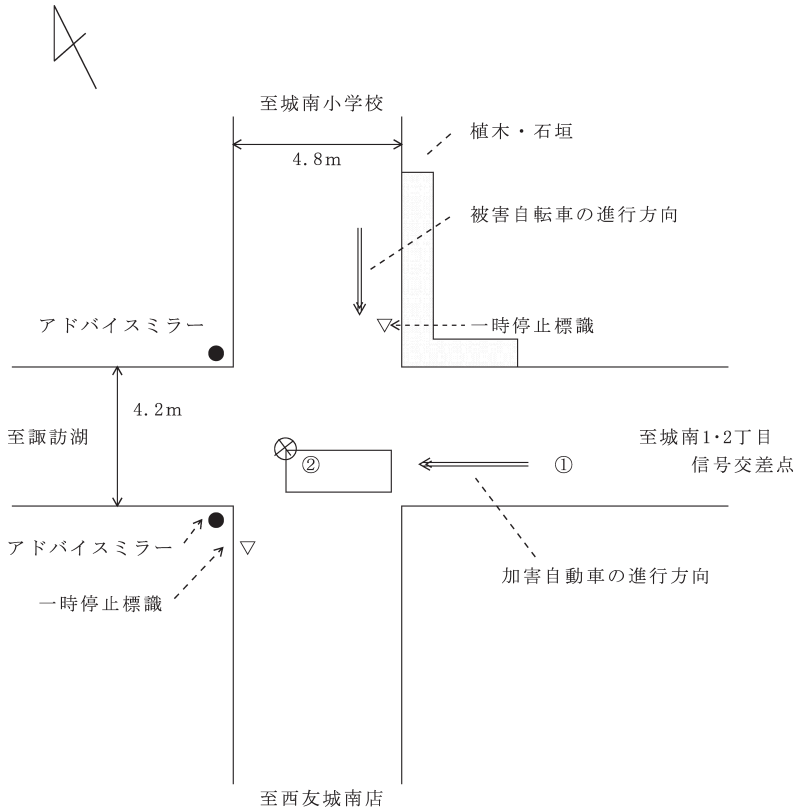 至城南小学校
植木・石垣
4.8m
被害自転車の進行方向
アドバイスミラー
一時停止標識
4.2m
至諏訪湖
至城南1・2丁目
信号交差点
②
①
アドバイスミラー
加害自動車の進行方向
一時停止標識
至西友城南店